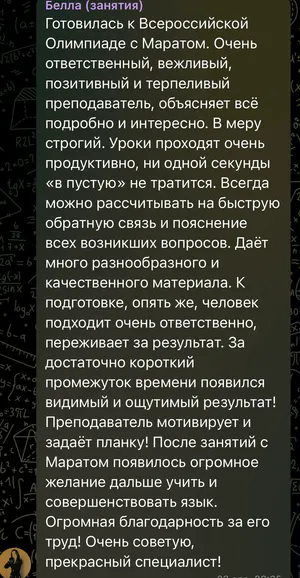 Белла (занятия)
Готовилась к Всероссийской
Олимпиаде с Маратом. Очень
ответственный, вежливый,
позитивный и терпеливый
преподаватель, объясняет всё
подробно и интересно. В меру
строгий. Уроки проходят очень
продуктивно, ни одной секунды
«в пустую» не тратится. Всегда
можно рассчитывать на быструю
обратную связь и пояснение
всех возникших вопросов. Даёт
много разнообразного и
качественного материала. К
подготовке, опять же, человек
подходит очень ответственно,
переживает за результат. За
достаточно короткий
промежуток времени появился
видимый и ощутимый результат!
Преподаватель мотивирует и
задаёт планку! После занятий с
Маратом появилось огромное
желание дальше учить и
совершенствовать язык.
Огромная благодарность за его
труд! Очень советую,
прекрасный специалист!